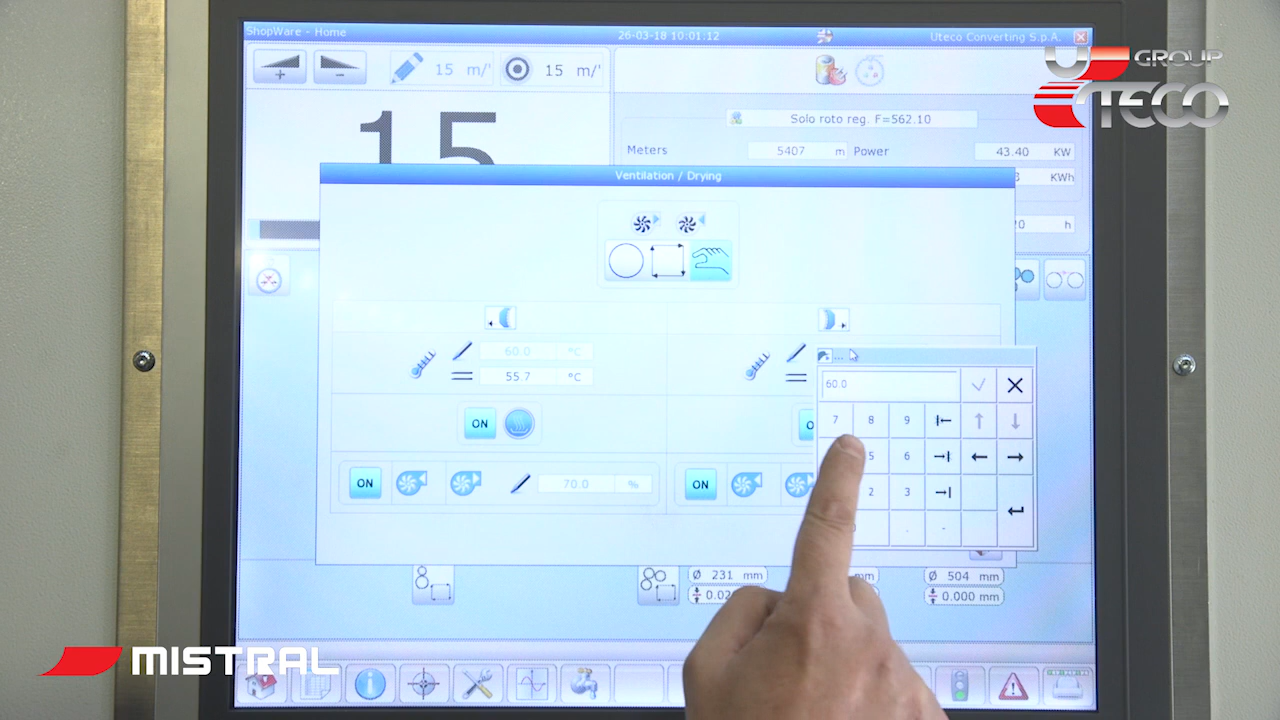 ShopWare - Home 26-03-18 10:01:12 Uteco Converting S.p.A.
GROUP
UTECO
+ - 15 m/' 15 m/'
15
Solo roto reg. F=562.10
Meters 5407 m Power 43.40 KW
KWh
h
Ventilation / Drying
60.0 °C
55.7 °C
60.0
ON
7 8 9
5 6
2 3
. -
ON 70.0 % ON
Ø 231 mm mm Ø 504 mm
0.000 mm
MISTRAL